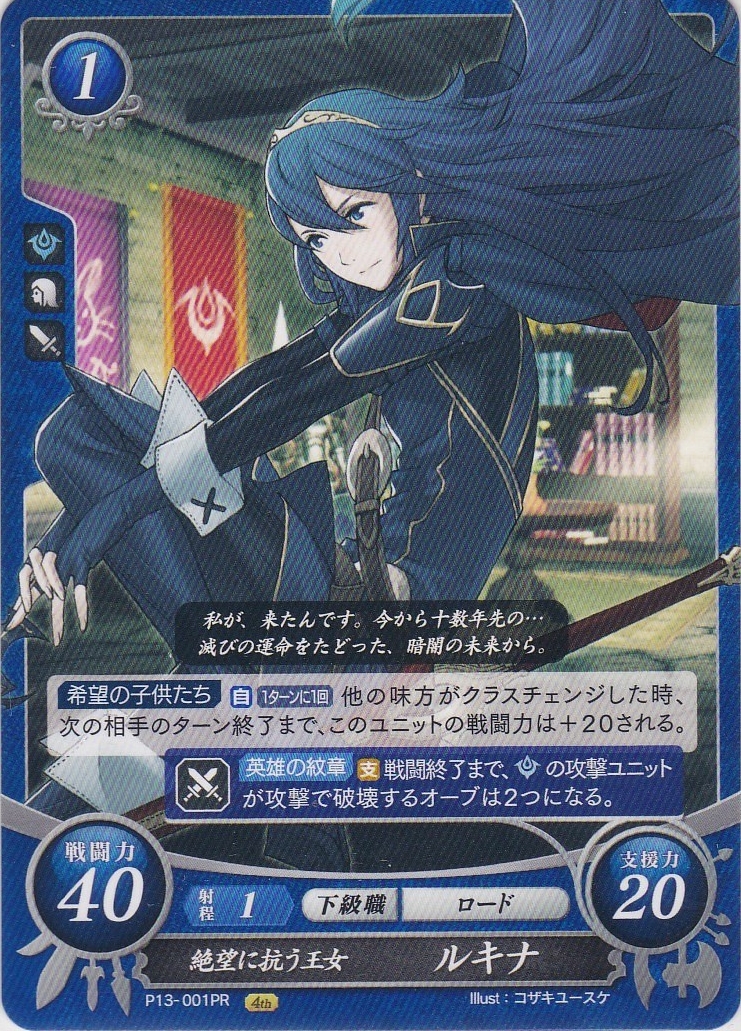 1
私が、来たんです。今から十数年先の…
滅びの運命をたどった、暗闇の未来から。
希望の子供たち 自 1ターンに1回 他の味方がクラスチェンジした時、
次の相手のターン終了まで、このユニットの戦闘力は＋20される。
英雄の紋章 支 戦闘終了まで、の攻撃ユニット
が攻撃で破壊するオーブは2つになる。
戦闘力
40
射程 1 下級職 ロード
支援力
20
絶望に抗う王女 ルキナ
P13-001PR 4th Illust：コザキユースケ